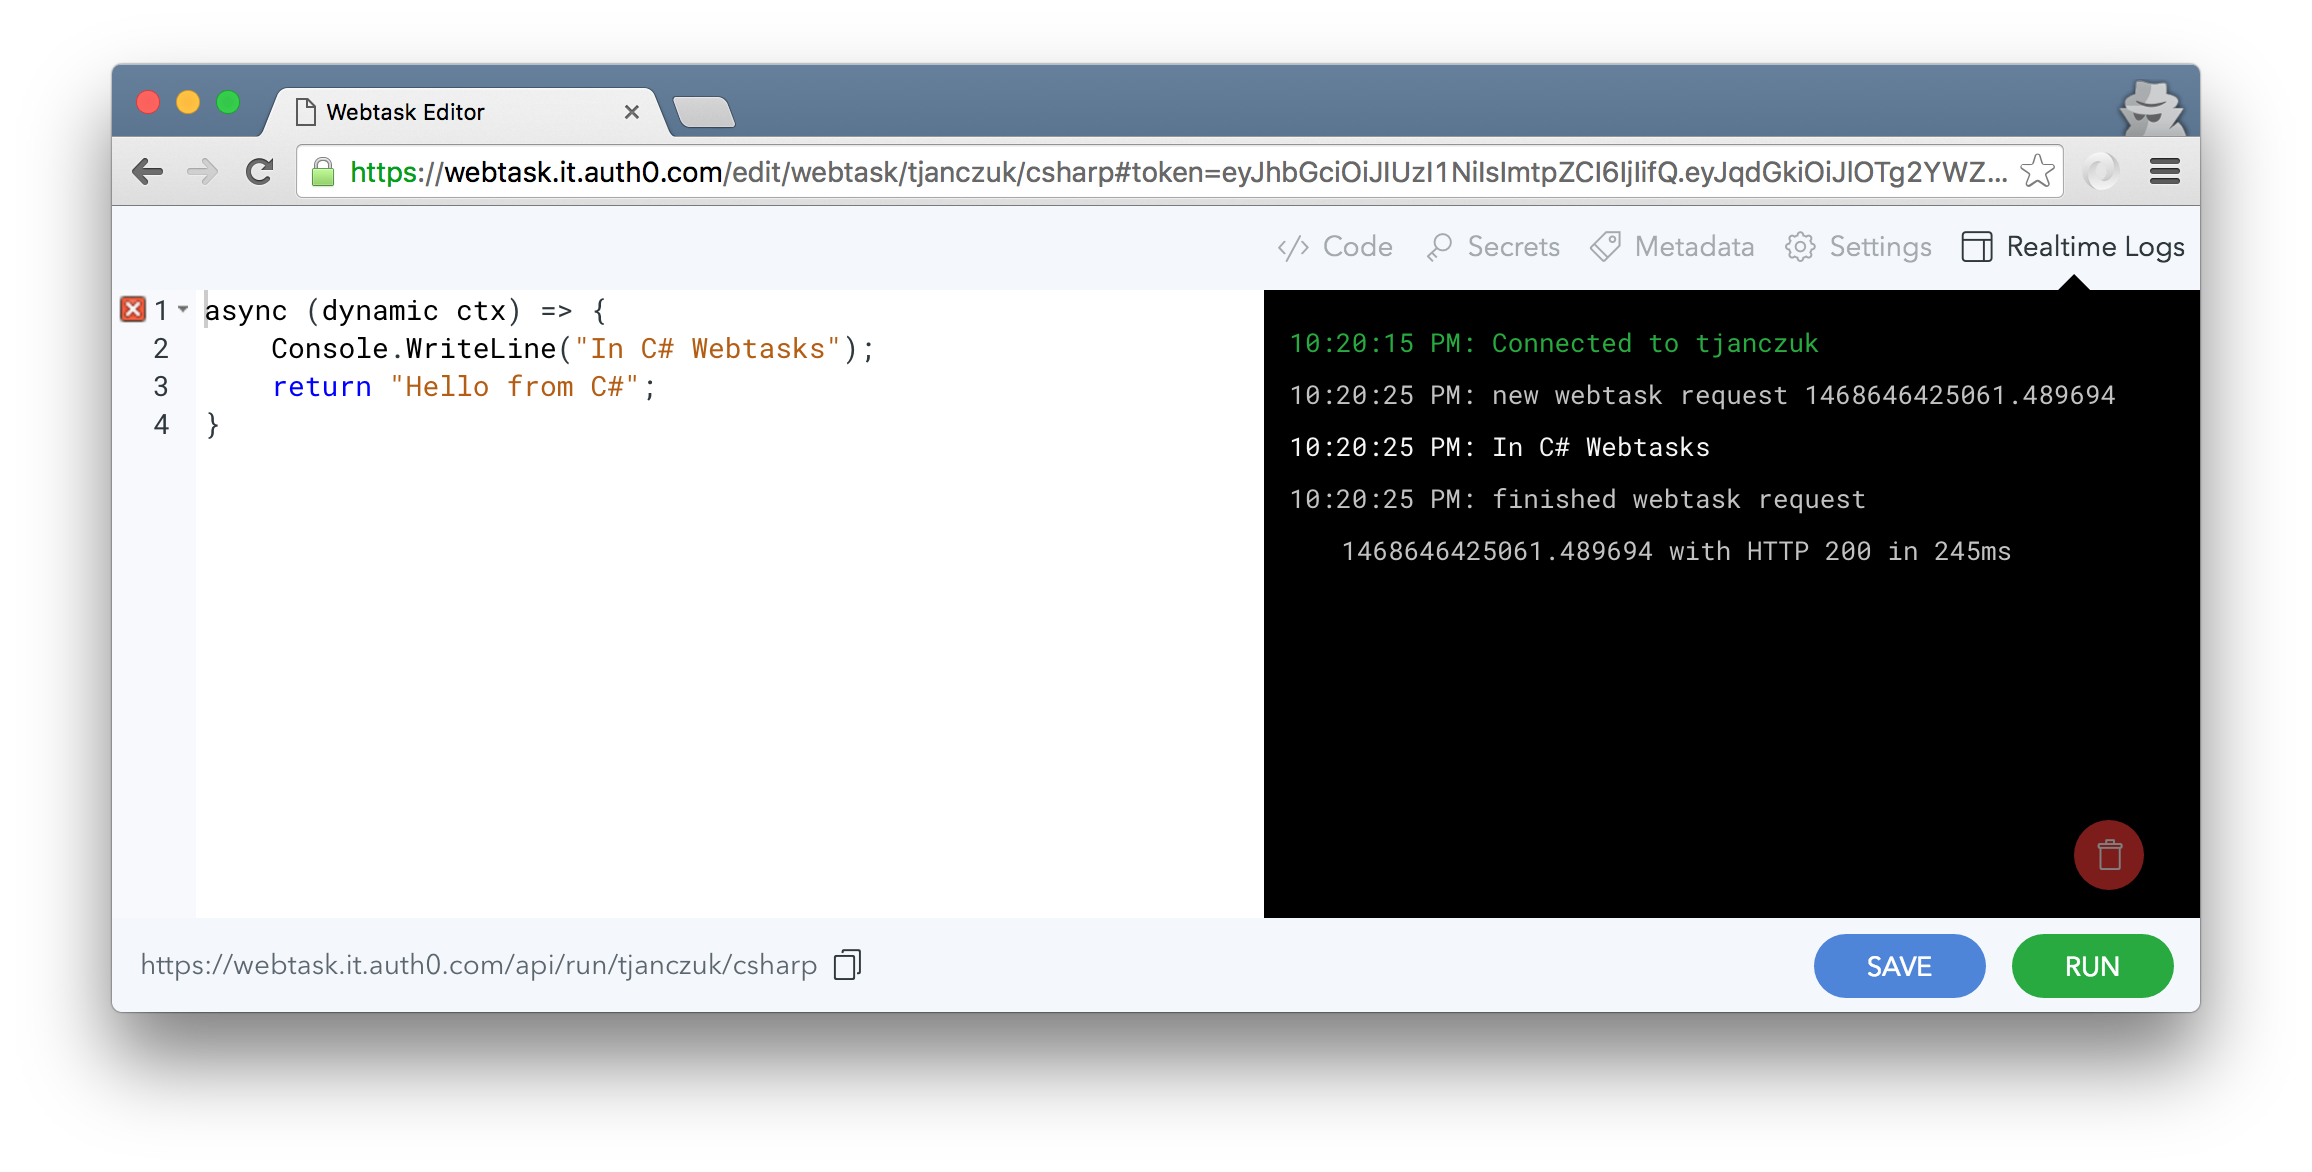 Webtask Editor
https://webtask.it.auth0.com/edit/webtask/tjanczuk/csharp#token=eyJhbGciOiJIUzI1NiIsImtpZCI6IjIifQ.eyJqdGkiOiJlOTg2YWZ...
Code Secrets Metadata Settings Realtime Logs
1 async (dynamic ctx) => {
2 Console.WriteLine("In C# Webtasks");
3 return "Hello from C#";
4 }
10:20:15 PM: Connected to tjanczuk
10:20:25 PM: new webtask request 1468646425061.489694
10:20:25 PM: In C# Webtasks
10:20:25 PM: finished webtask request
1468646425061.489694 with HTTP 200 in 245ms
https://webtask.it.auth0.com/api/run/tjanczuk/csharp
SAVE RUN